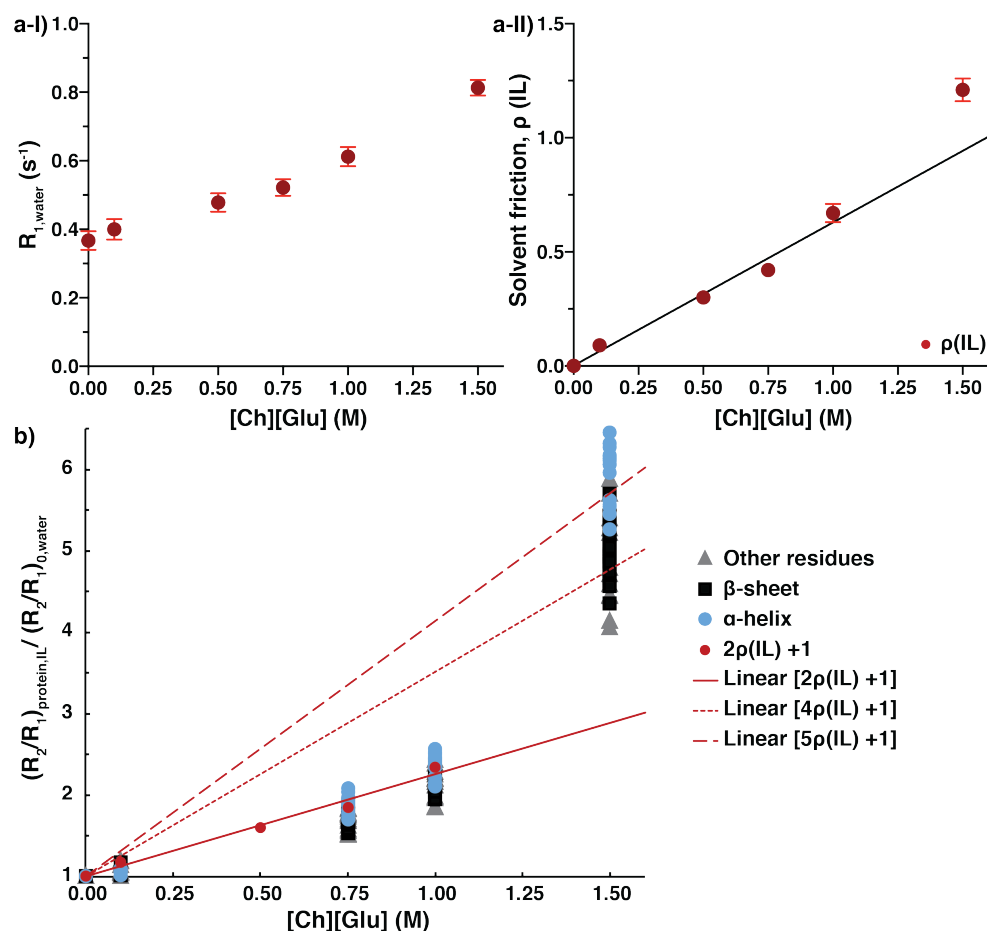 a-I)
1.0
0.8
0.6
0.4
0.2
0.0
R1,water (s-1)
0.00 0.25 0.50 0.75 1.00 1.25 1.50
[Ch][Glu] (M)
a-II)
1.5
1.0
0.5
0.0
Solvent friction, ρ (IL)
ρ(IL)
0.00 0.25 0.50 0.75 1.00 1.25 1.50
[Ch][Glu] (M)
b)
6
5
4
3
2
1
(R2/R1)protein,IL/ (R2/R1)0,water
0.00 0.25 0.50 0.75 1.00 1.25 1.50
[Ch][Glu] (M)
Other residues
β-sheet
α-helix
2ρ(IL) +1
Linear [2ρ(IL) +1]
Linear [4ρ(IL) +1]
Linear [5ρ(IL) +1]